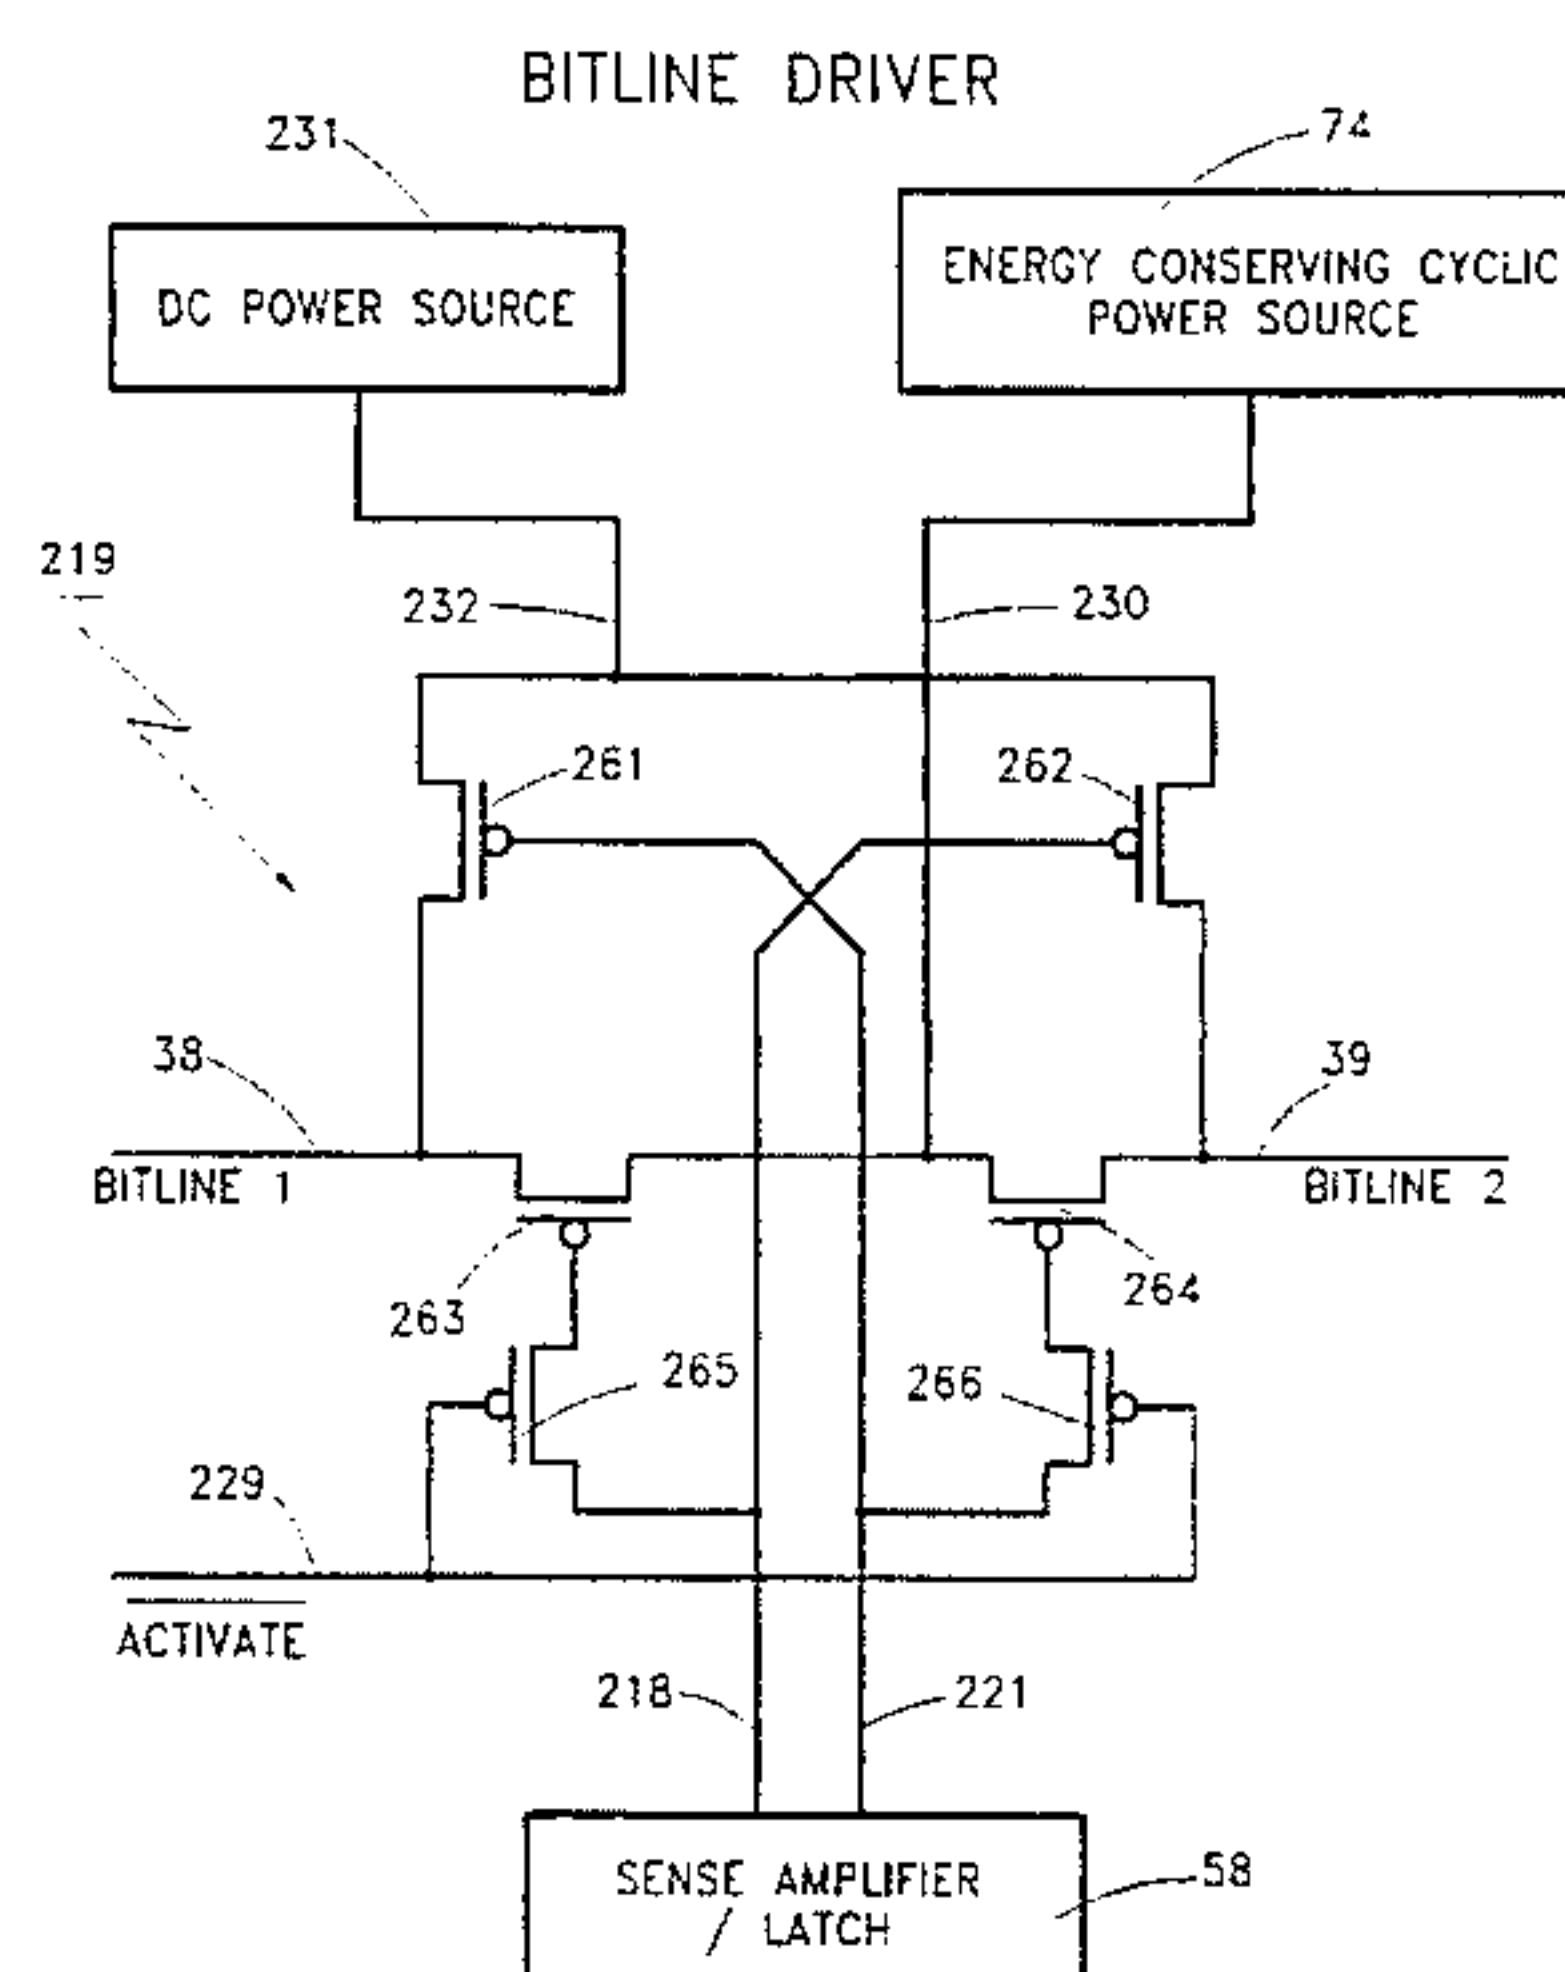 BITLINE DRIVER
231
74
DC POWER SOURCE
ENERGY CONSERVING CYCLIC
POWER SOURCE
219
232
230
261
262
38
39
BITLINE 1
BITLINE 2
263
264
265
266
229
ACTIVATE
218
221
SENSE AMPLIFIER
/ LATCH
58